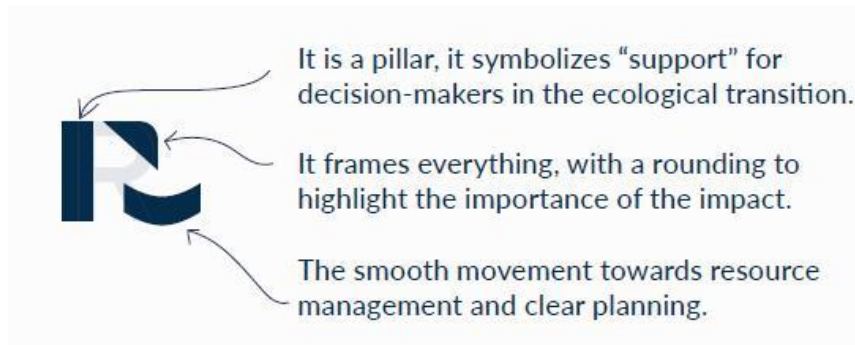 It is a pillar, it symbolizes “support” for
decision-makers in the ecological transition.
It frames everything, with a rounding to
highlight the importance of the impact.
The smooth movement towards resource
management and clear planning.